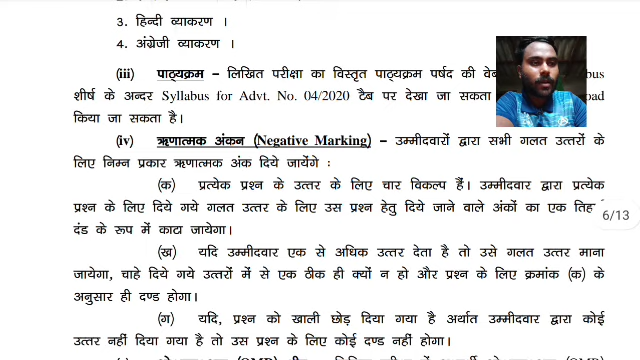 3. हिन्दी व्याकरण ।
4. अंग्रेजी व्याकरण ।
(iii) पाठ्यक्रम – लिखित परीक्षा का विस्तृत पाठ्यक्रम पर्षद की
शीर्ष के अन्दर Syllabus for Advt. No. 04/2020 टैब पर देखा जा सकता
किया जा सकता है।
(iv) ऋणात्मक अंकन (Negative Marking) – उम्मीदवारों द्वारा सभी गलत उत्तरों के
लिए निम्न प्रकार ऋणात्मक अंक दिये जायेंगे :
(क) प्रत्येक प्रश्न के उत्तर के लिए चार विकल्प हैं। उम्मीदवार द्वारा प्रत्येक
प्रश्न के लिए दिये गये गलत उत्तर के लिए उस प्रश्न हेतु दिये जाने वाले अंकों का एक
6/13
दंड के रूप में काटा जायेगा।
(ख) यदि उम्मीदवार एक से अधिक उत्तर देता है तो उसे गलत उत्तर माना
जायेगा, चाहे दिये गये उत्तरों में से एक ठीक ही क्यों न हो और प्रश्न के लिए क्रमांक (क) के
अनुसार ही दण्ड होगा।
(ग) यदि, प्रश्न को खाली छोड़ दिया गया है अर्थात उम्मीदवार द्वारा कोई
उत्तर नहीं दिया गया है तो उस प्रश्न के लिए कोई दण्ड नहीं होगा।